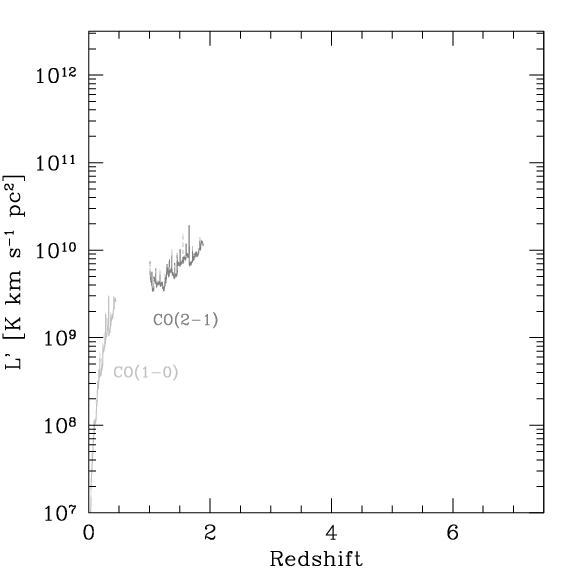 10¹²
10¹¹
10¹⁰
10⁹
10⁸
10⁷
L' [K km s⁻¹ pc²]
CO(2−1)
CO(1−0)
0 2 4 6
Redshift